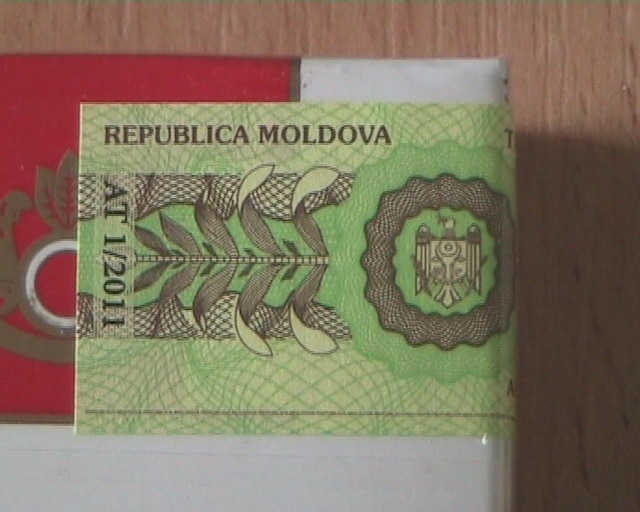 REPUBLICA MOLDOVA
AT 1/2011